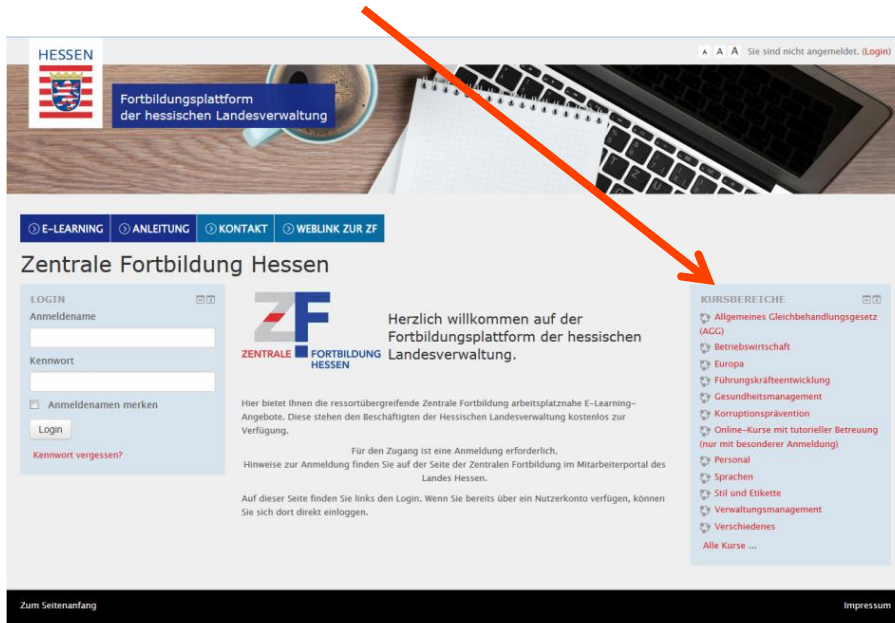 HESSEN
A A A Sie sind nicht angemeldet. (Login)
Fortbildungsplattform
der hessischen Landesverwaltung
E-LEARNING
ANLEITUNG
KONTAKT
WEBLINK ZUR ZF
Zentrale Fortbildung Hessen
LOGIN
Anmeldename
Kennwort
Anmeldenamen merken
Login
Kennwort vergessen?
ZF
ZENTRALE FORTBILDUNG
HESSEN
Herzlich willkommen auf der
Fortbildungsplattform der hessischen
Landesverwaltung.
Hier bietet Ihnen die ressortübergreifende Zentrale Fortbildung arbeitsplatznahe E-Learning-
Angebote. Diese stehen den Beschäftigten der Hessischen Landesverwaltung kostenlos zur
Verfügung.
Für den Zugang ist eine Anmeldung erforderlich.
Hinweise zur Anmeldung finden Sie auf der Seite der Zentralen Fortbildung im Mitarbeiterportal des
Landes Hessen.
Auf dieser Seite finden Sie links den Login. Wenn Sie bereits über ein Nutzerkonto verfügen, können
Sie sich dort direkt einloggen.
KURSBEREICHE
Allgemeines Gleichbehandlungsgesetz
(AGG)
Betriebswirtschaft
Europa
Führungskräfteentwicklung
Gesundheitsmanagement
Korruptionsprävention
Online-Kurse mit tutorieller Betreuung
(nur mit besonderer Anmeldung)
Personal
Sprachen
Stil und Etikette
Verwaltungsmanagement
Verschiedenes
Alle Kurse ...
Zum Seitenanfang
Impressum